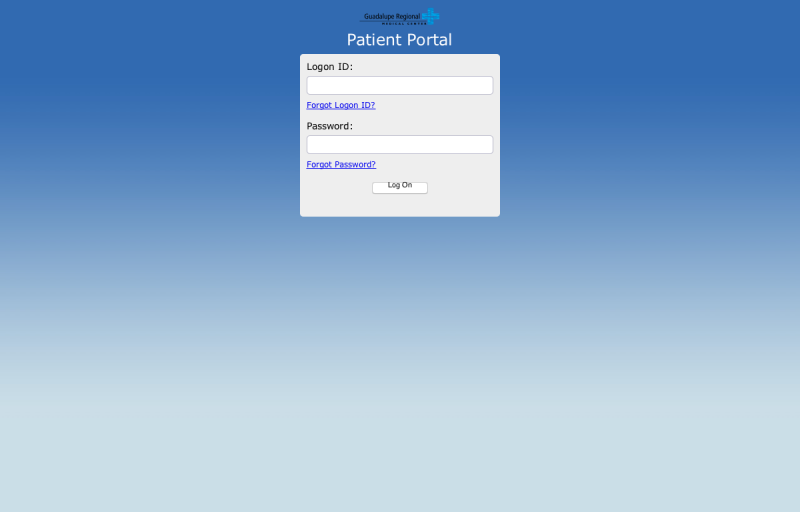 Guadalupe Regional
MEDICAL CENTER
Patient Portal
Logon ID:
Forgot Logon ID?
Password:
Forgot Password?
Log On